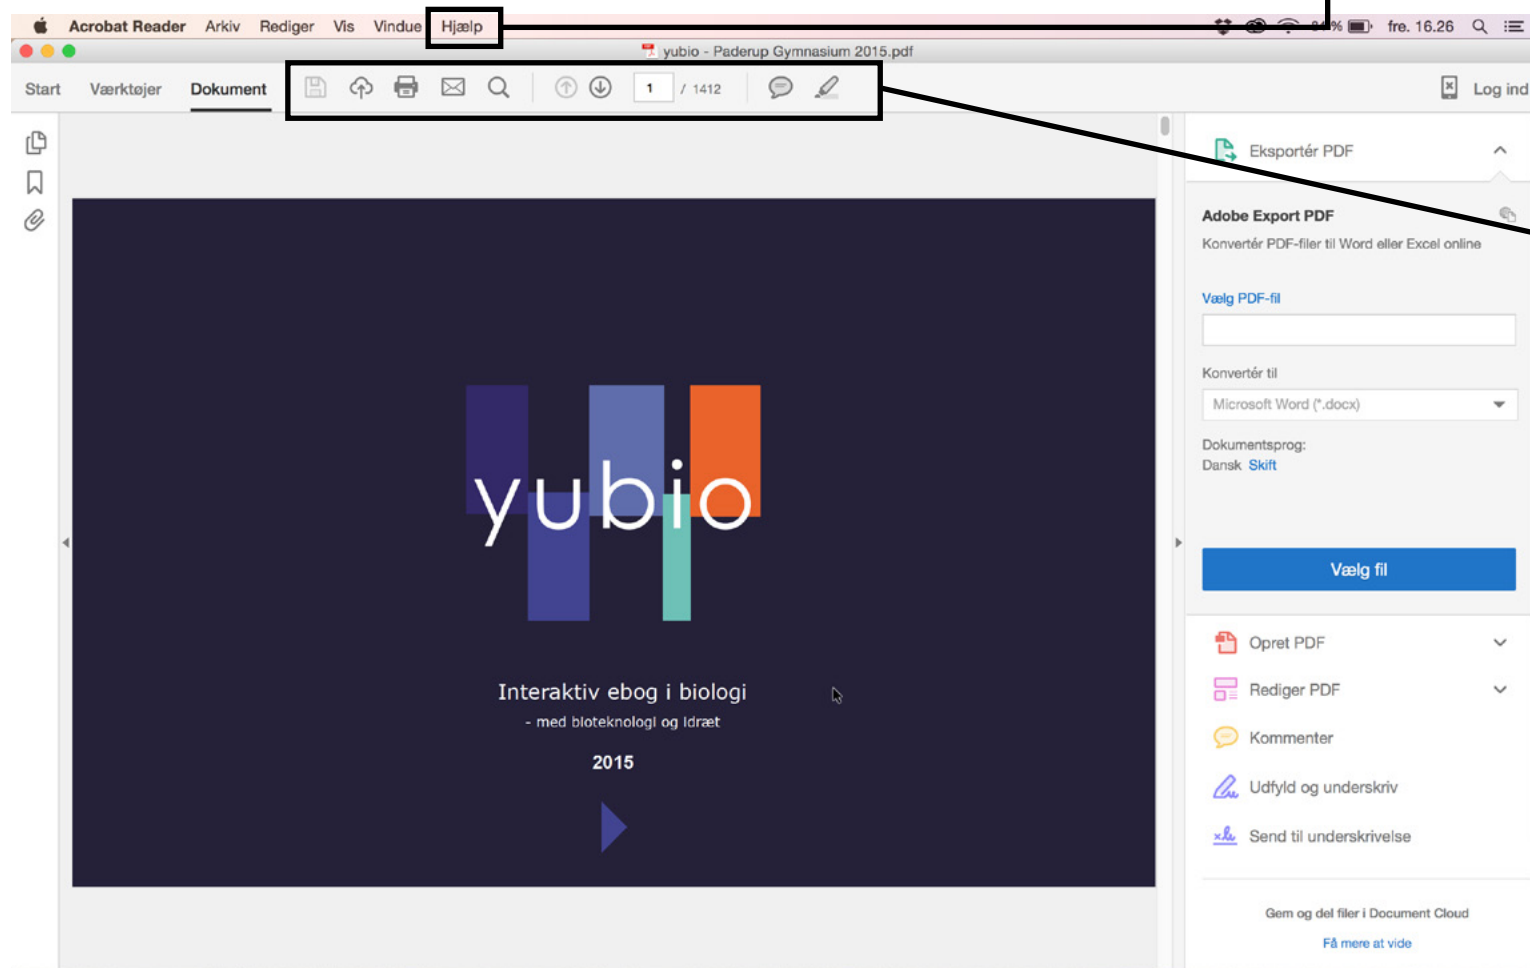 Acrobat Reader Arkiv Rediger Vis Vindue Hjælp
% fre. 16.26
yubio - Paderup Gymnasium 2015.pdf
Start Værktøjer Dokument 1 / 1412 Log ind
Eksportér PDF
Adobe Export PDF
Konvertér PDF-filer til Word eller Excel online
Vælg PDF-fil
Konvertér til
Microsoft Word (*.docx)
Dokumentsprog:
Dansk Skift
Vælg fil
Opret PDF
Rediger PDF
Kommenter
Udfyld og underskriv
Send til underskrivelse
Gem og del filer i Document Cloud
Få mere at vide
yubio
Interaktiv ebog i biologi
- med bioteknologi og idræt
2015